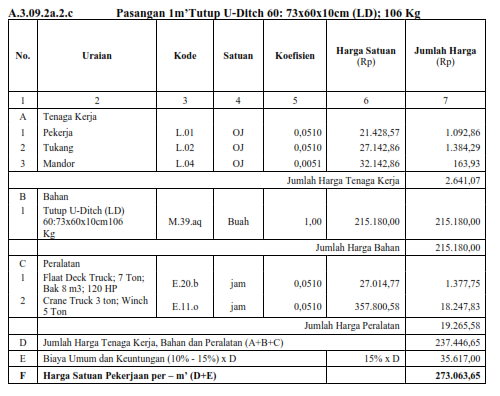 A.3.09.2a.2.c Pasangan 1m’Tutup U-Ditch 60: 73x60x10cm (LD); 106 Kg
No. Uraian Kode Satuan Koefisien Harga Satuan (Rp) Jumlah Harga (Rp)
1 2 3 4 5 6 7
A Tenaga Kerja
1 Pekerja L.01 OJ 0,0510 21.428,57 1.092,86
2 Tukang L.02 OJ 0,0510 27.142,86 1.384,29
3 Mandor L.04 OJ 0,0051 32.142,86 163,93
Jumlah Harga Tenaga Kerja 2.641,07
B Bahan
1 Tutup U-Ditch (LD)
60:73x60x10cm106 M.39.aq Buah 1,00 215.180,00 215.180,00
Kg
Jumlah Harga Bahan 215.180,00
C Peralatan
1 Flaat Deck Truck; 7 Ton;
Bak 8 m3; 120 HP E.20.b jam 0,0510 27.014,77 1.377,75
2 Crane Truck 3 ton; Winch
5 Ton E.11.o jam 0,0510 357.800,58 18.247,83
Jumlah Harga Peralatan 19.265,58
D Jumlah Harga Tenaga Kerja, Bahan dan Peralatan (A+B+C) 237.446,65
E Biaya Umum dan Keuntungan (10% - 15%) x D 15% x D 35.617,00
F Harga Satuan Pekerjaan per – m’ (D+E) 273.063,65